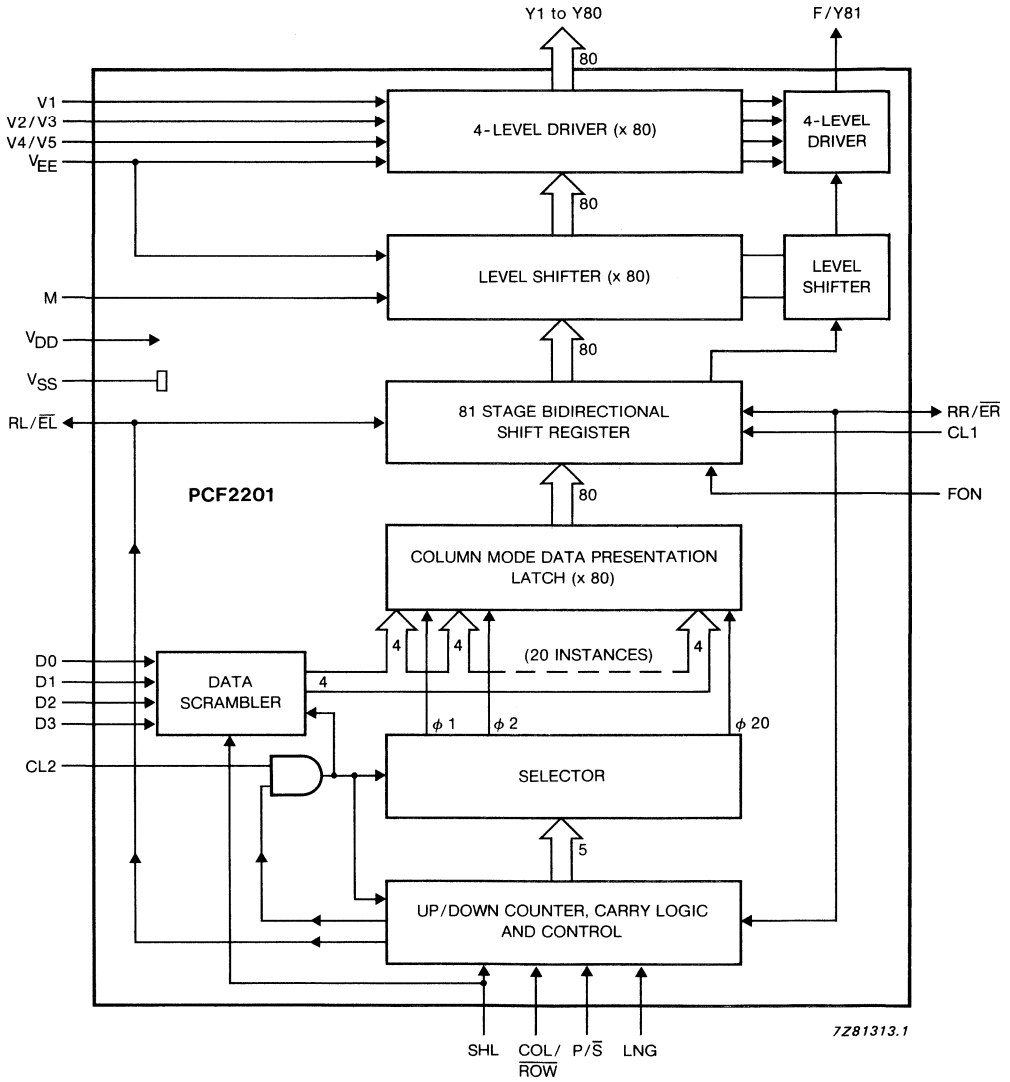 Y1 to Y80
F/Y81
80
V1
V2/V3
V4/V5
VEE
4-LEVEL DRIVER (x 80)
4-LEVEL
DRIVER
80
LEVEL SHIFTER (x 80)
LEVEL
SHIFTER
M
VDD
80
VSS
RL/EL
81 STAGE BIDIRECTIONAL
SHIFT REGISTER
RR/ER
CL1
PCF2201
80
FON
COLUMN MODE DATA PRESENTATION
LATCH (x 80)
4
4
(20 INSTANCES)
4
D0
D1
D2
D3
DATA
SCRAMBLER
4
ϕ 1
ϕ 2
ϕ 20
CL2
SELECTOR
5
UP/DOWN COUNTER, CARRY LOGIC
AND CONTROL
7Z81313.1
SHL
COL/
ROW
P/S
LNG